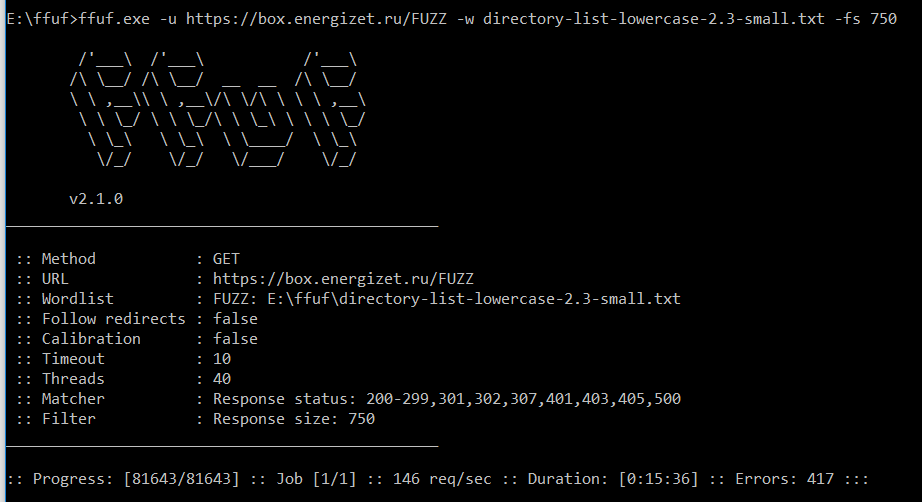 E:\ffuf>ffuf.exe -u https://box.energizet.ru/FUZZ -w directory-list-lowercase-2.3-small.txt -fs 750
        /'___\  /'___\           /'___\
       /\ \__/ /\ \__/  __  __  /\ \__/
       \ \ ,__\\ \ ,__\/\ \/\ \ \ \ ,__\
        \ \ \_/ \ \ \_/\ \ \_\ \ \ \ \_/
         \ \_\   \ \_\  \ \____/  \ \_\
          \/_/    \/_/   \/___/    \/_/
       v2.1.0
________________________________________________
 :: Method           : GET
 :: URL              : https://box.energizet.ru/FUZZ
 :: Wordlist         : FUZZ: E:\ffuf\directory-list-lowercase-2.3-small.txt
 :: Follow redirects : false
 :: Calibration      : false
 :: Timeout          : 10
 :: Threads          : 40
 :: Matcher          : Response status: 200-299,301,302,307,401,403,405,500
 :: Filter           : Response size: 750
________________________________________________
:: Progress: [81643/81643] :: Job [1/1] :: 146 req/sec :: Duration: [0:15:36] :: Errors: 417 :::